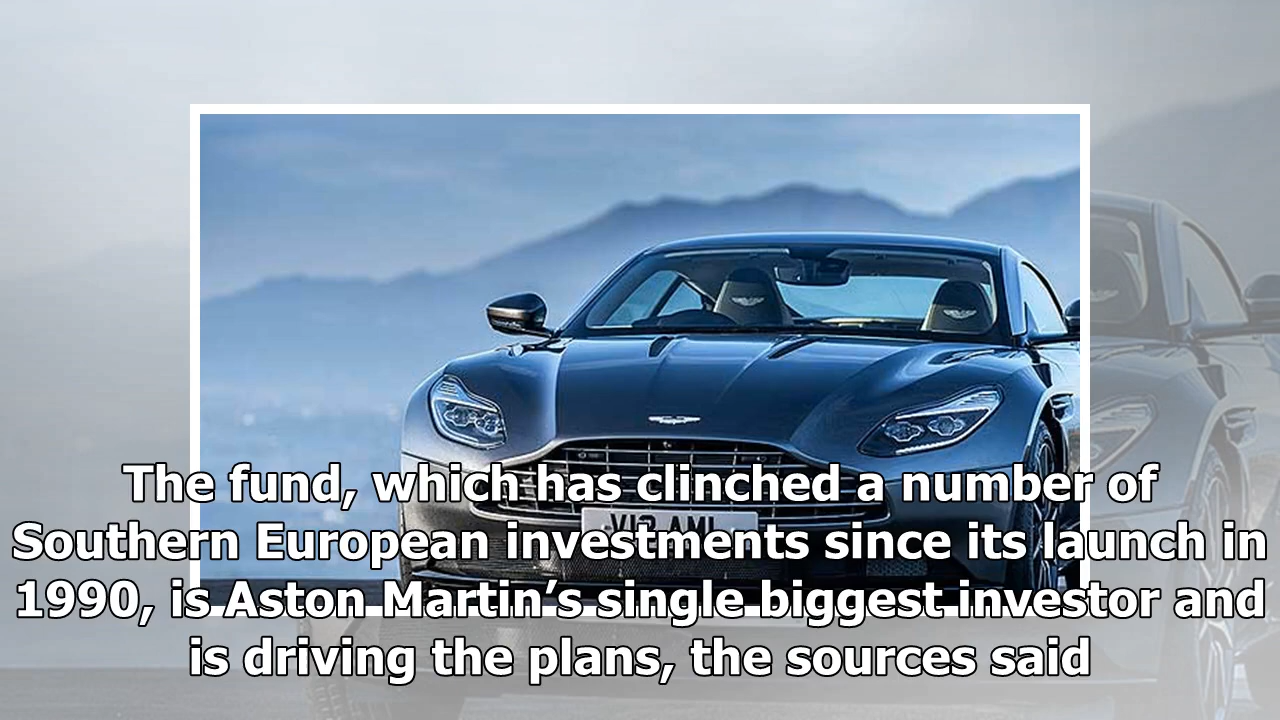 The fund, which has clinched a number of
Southern European investments since its launch in
1990, is Aston Martin’s single biggest investor and
is driving the plans, the sources said